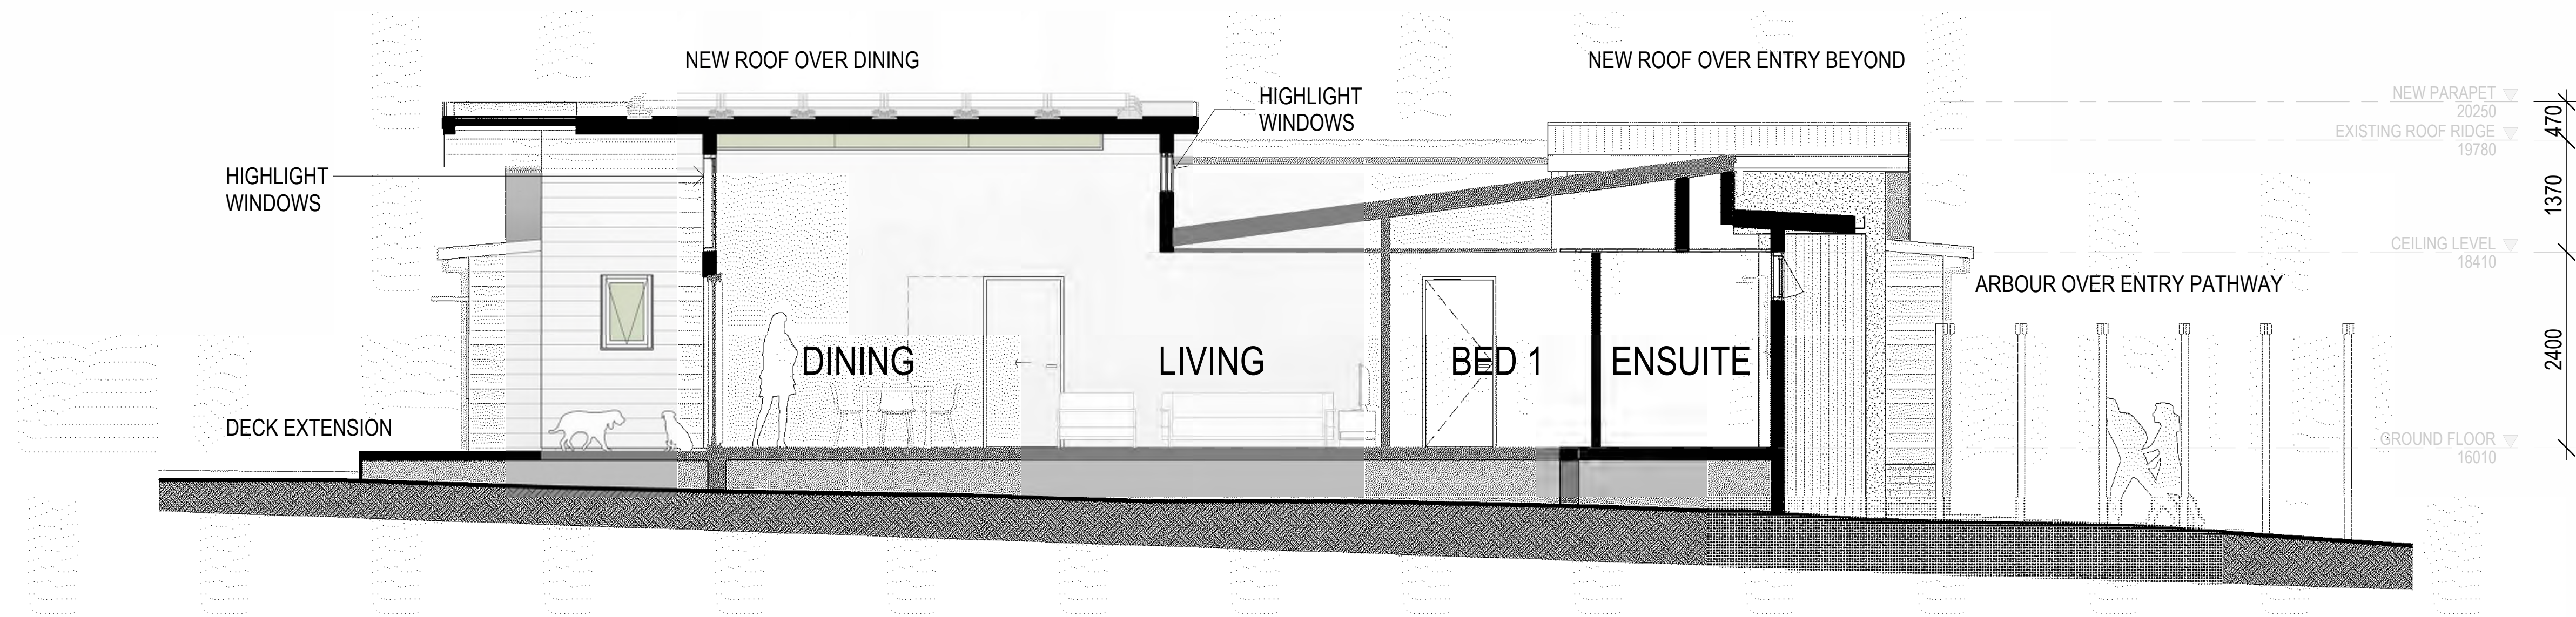 NEW ROOF OVER DINING
NEW ROOF OVER ENTRY BEYOND
HIGHLIGHT
WINDOWS
NEW PARAPET
20250
470
EXISTING ROOF RIDGE
19780
HIGHLIGHT
WINDOWS
1370
CEILING LEVEL
18410
ARBOUR OVER ENTRY PATHWAY
DINING
LIVING
BED 1
ENSUITE
2400
DECK EXTENSION
GROUND FLOOR
16010